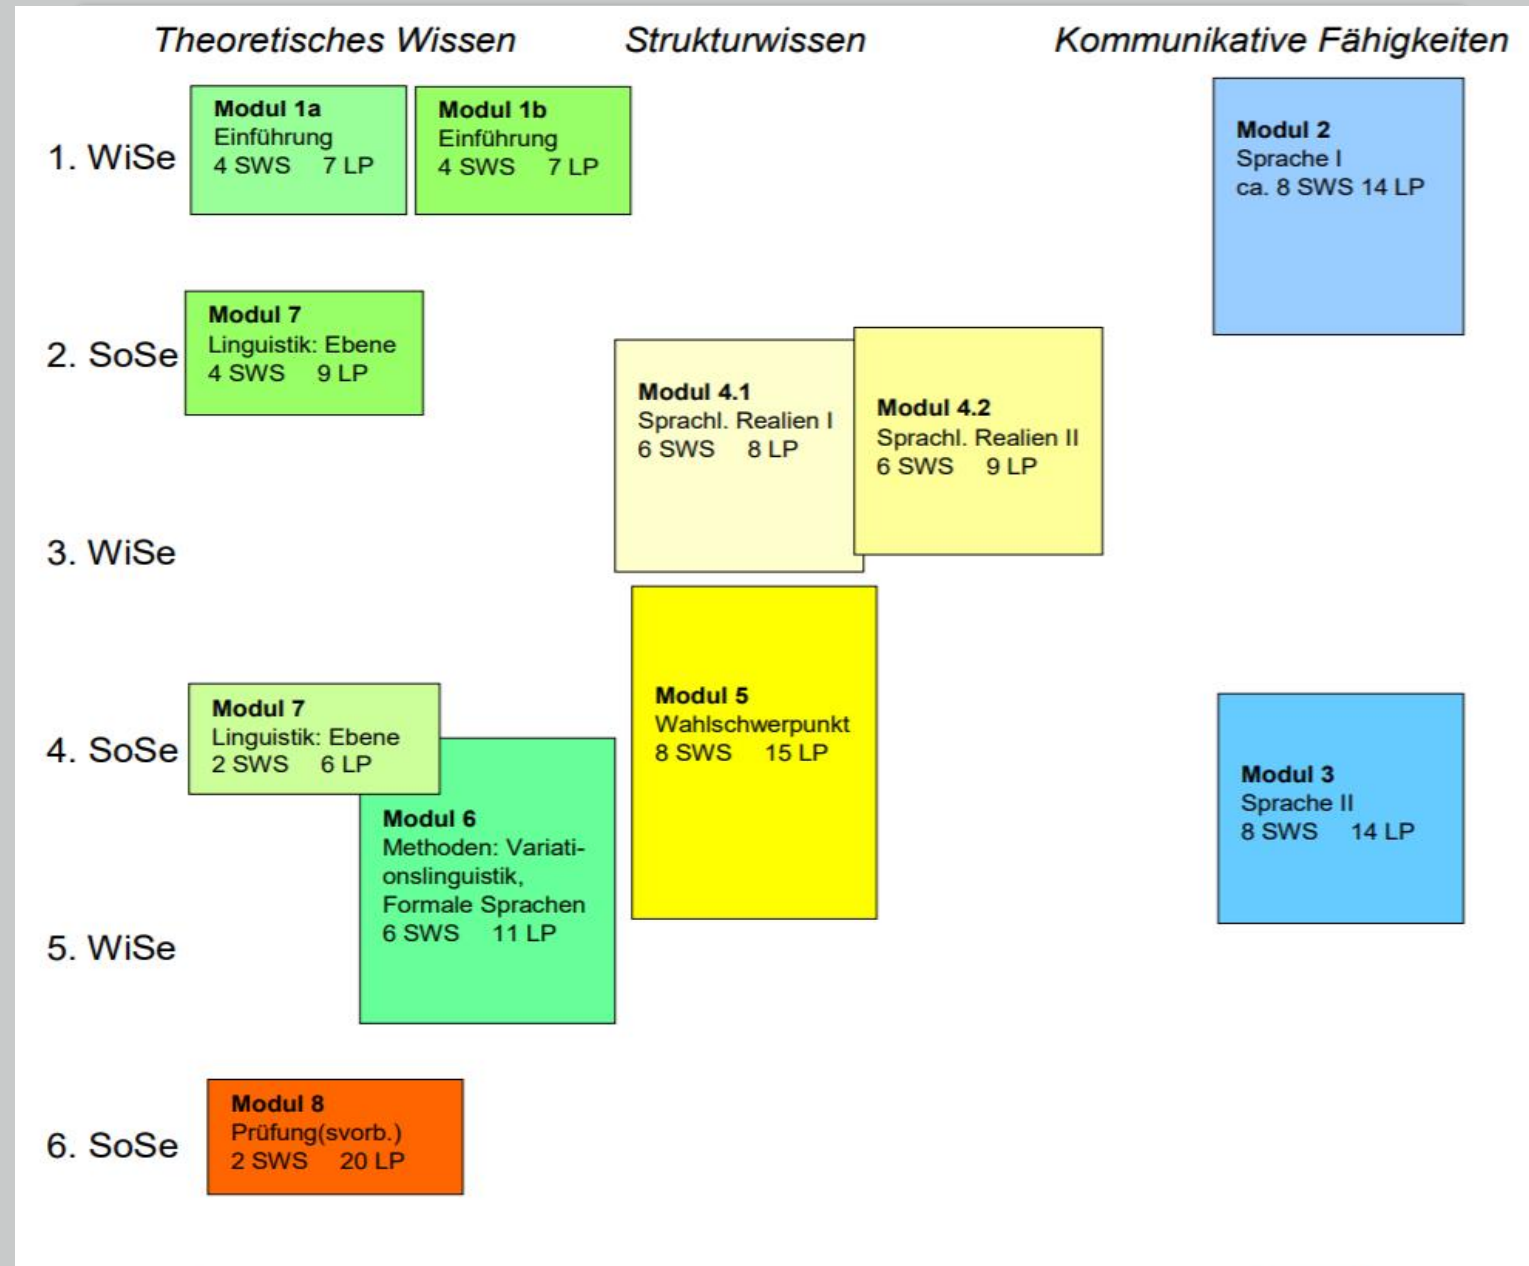 Theoretisches Wissen
Strukturwissen
Kommunikative Fähigkeiten
1. WiSe
Modul 1a
Einführung
4 SWS 7 LP
Modul 1b
Einführung
4 SWS 7 LP
Modul 2
Sprache I
ca. 8 SWS 14 LP
2. SoSe
Modul 7
Linguistik: Ebene
4 SWS 9 LP
Modul 4.1
Sprachl. Realien I
6 SWS 8 LP
Modul 4.2
Sprachl. Realien II
6 SWS 9 LP
3. WiSe
4. SoSe
Modul 7
Linguistik: Ebene
2 SWS 6 LP
Modul 6
Methoden: Variati-
onslinguistik,
Formale Sprachen
6 SWS 11 LP
Modul 5
Wahlschwerpunkt
8 SWS 15 LP
Modul 3
Sprache II
8 SWS 14 LP
5. WiSe
6. SoSe
Modul 8
Prüfung(svorb.)
2 SWS 20 LP